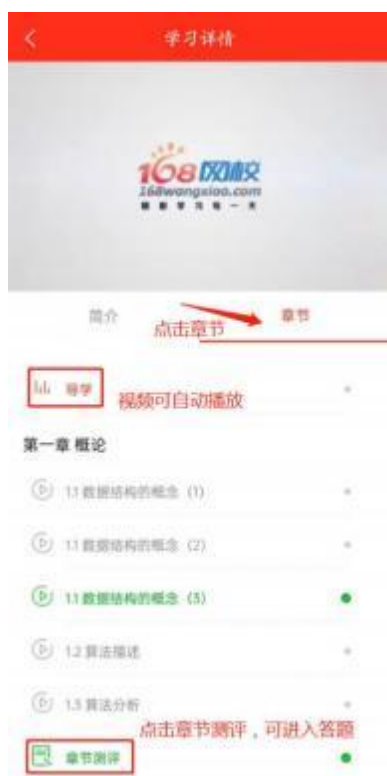 学习详情
168网校
168wangxiao.com
简介
章节
点击章节
导学
视频可自动播放
第一章 概论
1.1 数据结构的概念（1）
1.1 数据结构的概念（2）
1.1 数据结构的概念（3）
1.2 算法描述
1.3 算法分析
点击章节测评，可进入答题
章节测评